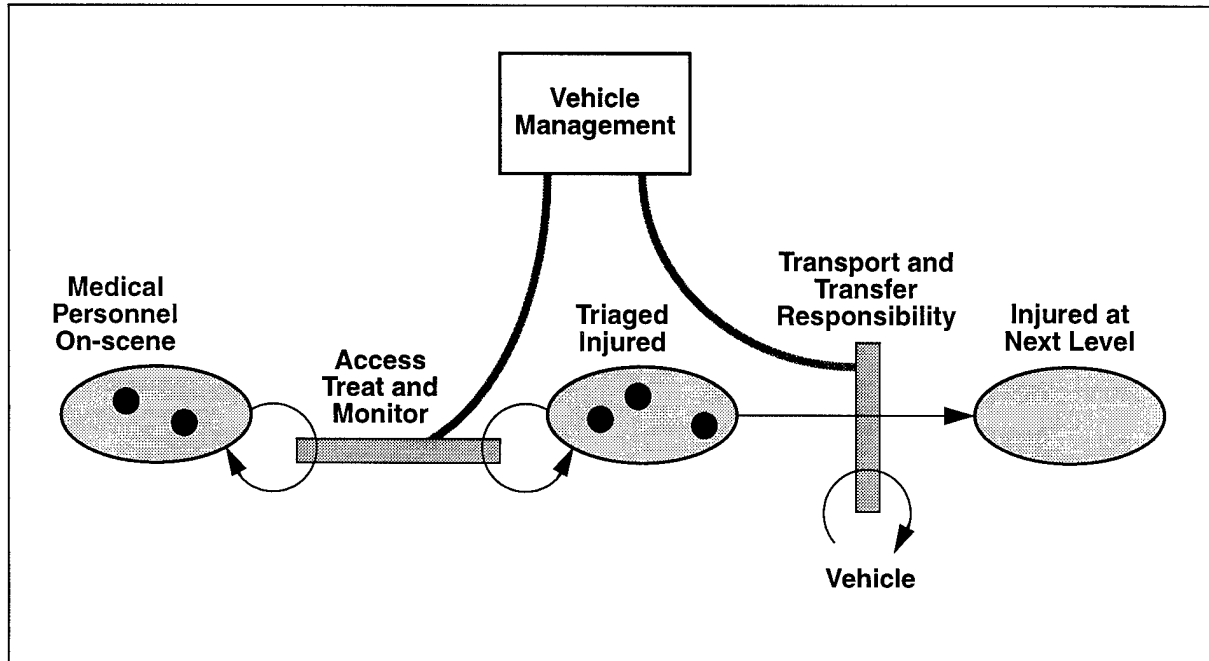 Vehicle
Management
Medical
Personnel
On-scene
Access
Treat and
Monitor
Triaged
Injured
Transport and
Transfer
Responsibility
Injured at
Next Level
Vehicle